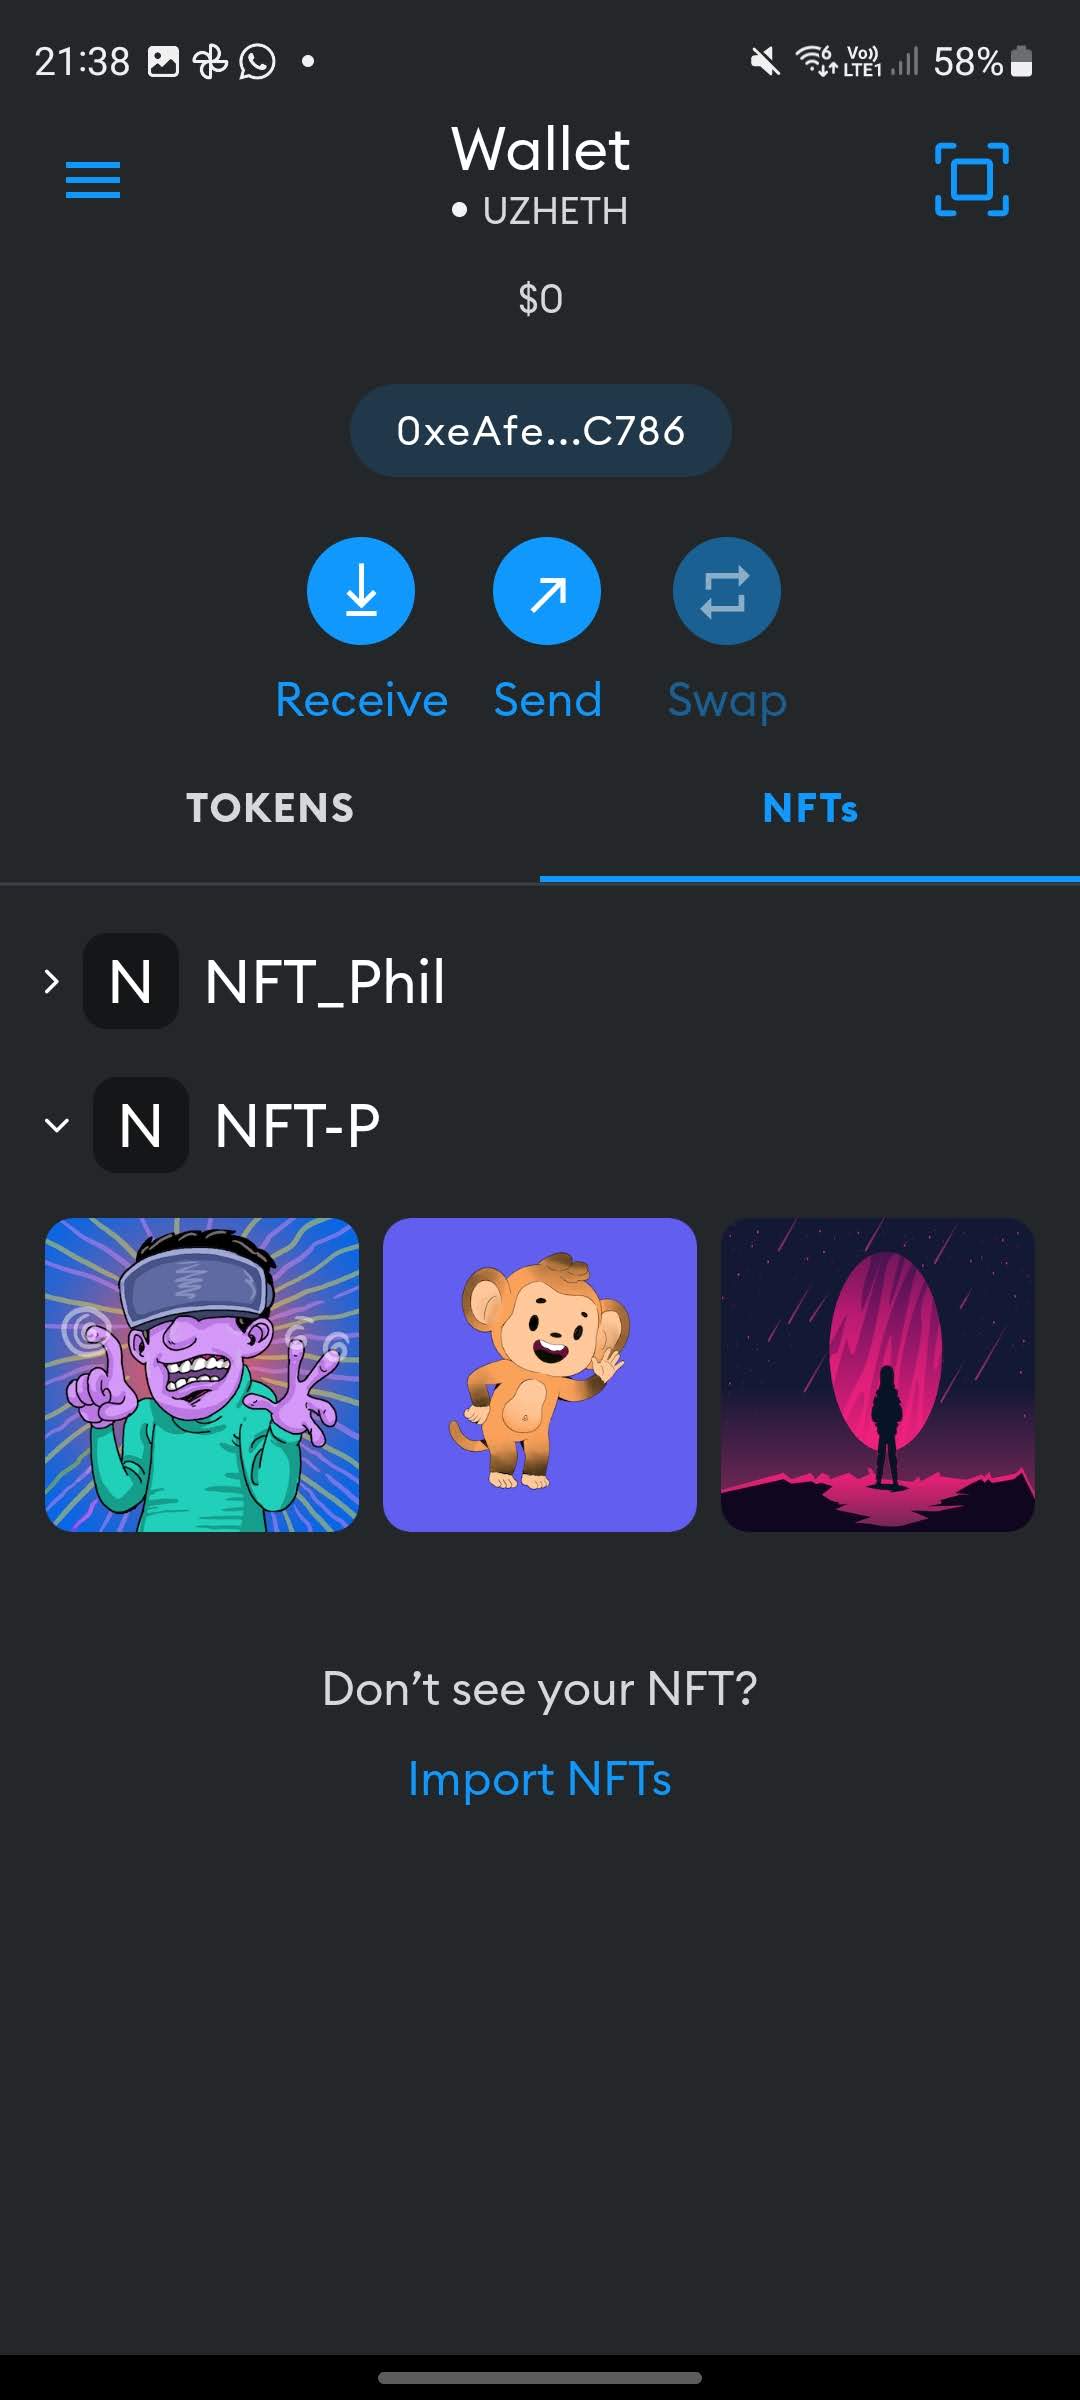 21:38
6 Vo)) LTE1 58%
Wallet
UZHETH
$0
0xeAfe...C786
Receive Send Swap
TOKENS NFTs
N NFT_Phil
N NFT-P
Don’t see your NFT?
Import NFTs